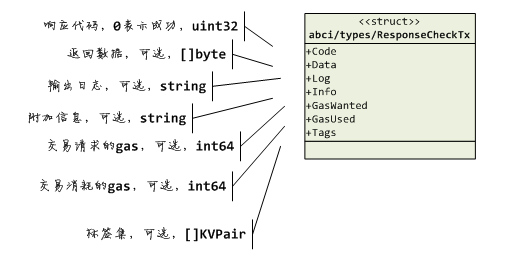 响应代码，0表示成功，uint32
返回数据，可选，[]byte
输出日志，可选，string
附加信息，可选，string
交易请求的gas，可选，int64
交易消耗的gas，可选，int64
标签集，可选，[]KVPair
<<struct>>
abci/types/ResponseCheckTx
+Code
+Data
+Log
+Info
+GasWanted
+GasUsed
+Tags